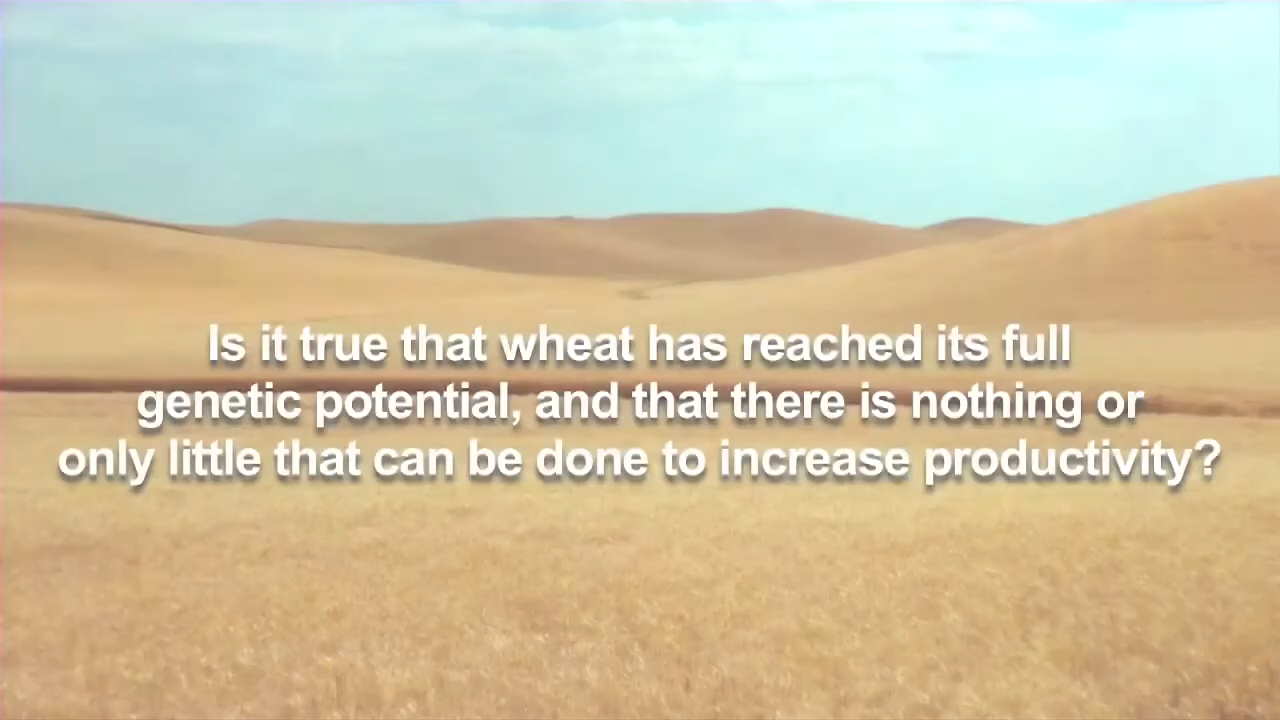 Is it true that wheat has reached its full
genetic potential, and that there is nothing or
only little that can be done to increase productivity?